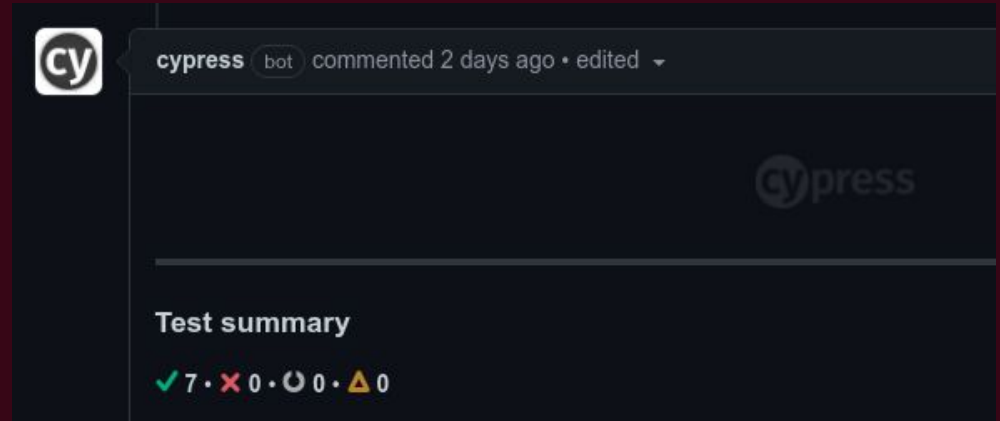 cy
cypress bot commented 2 days ago • edited
cypress
Test summary
7 • 0 • 0 • 0